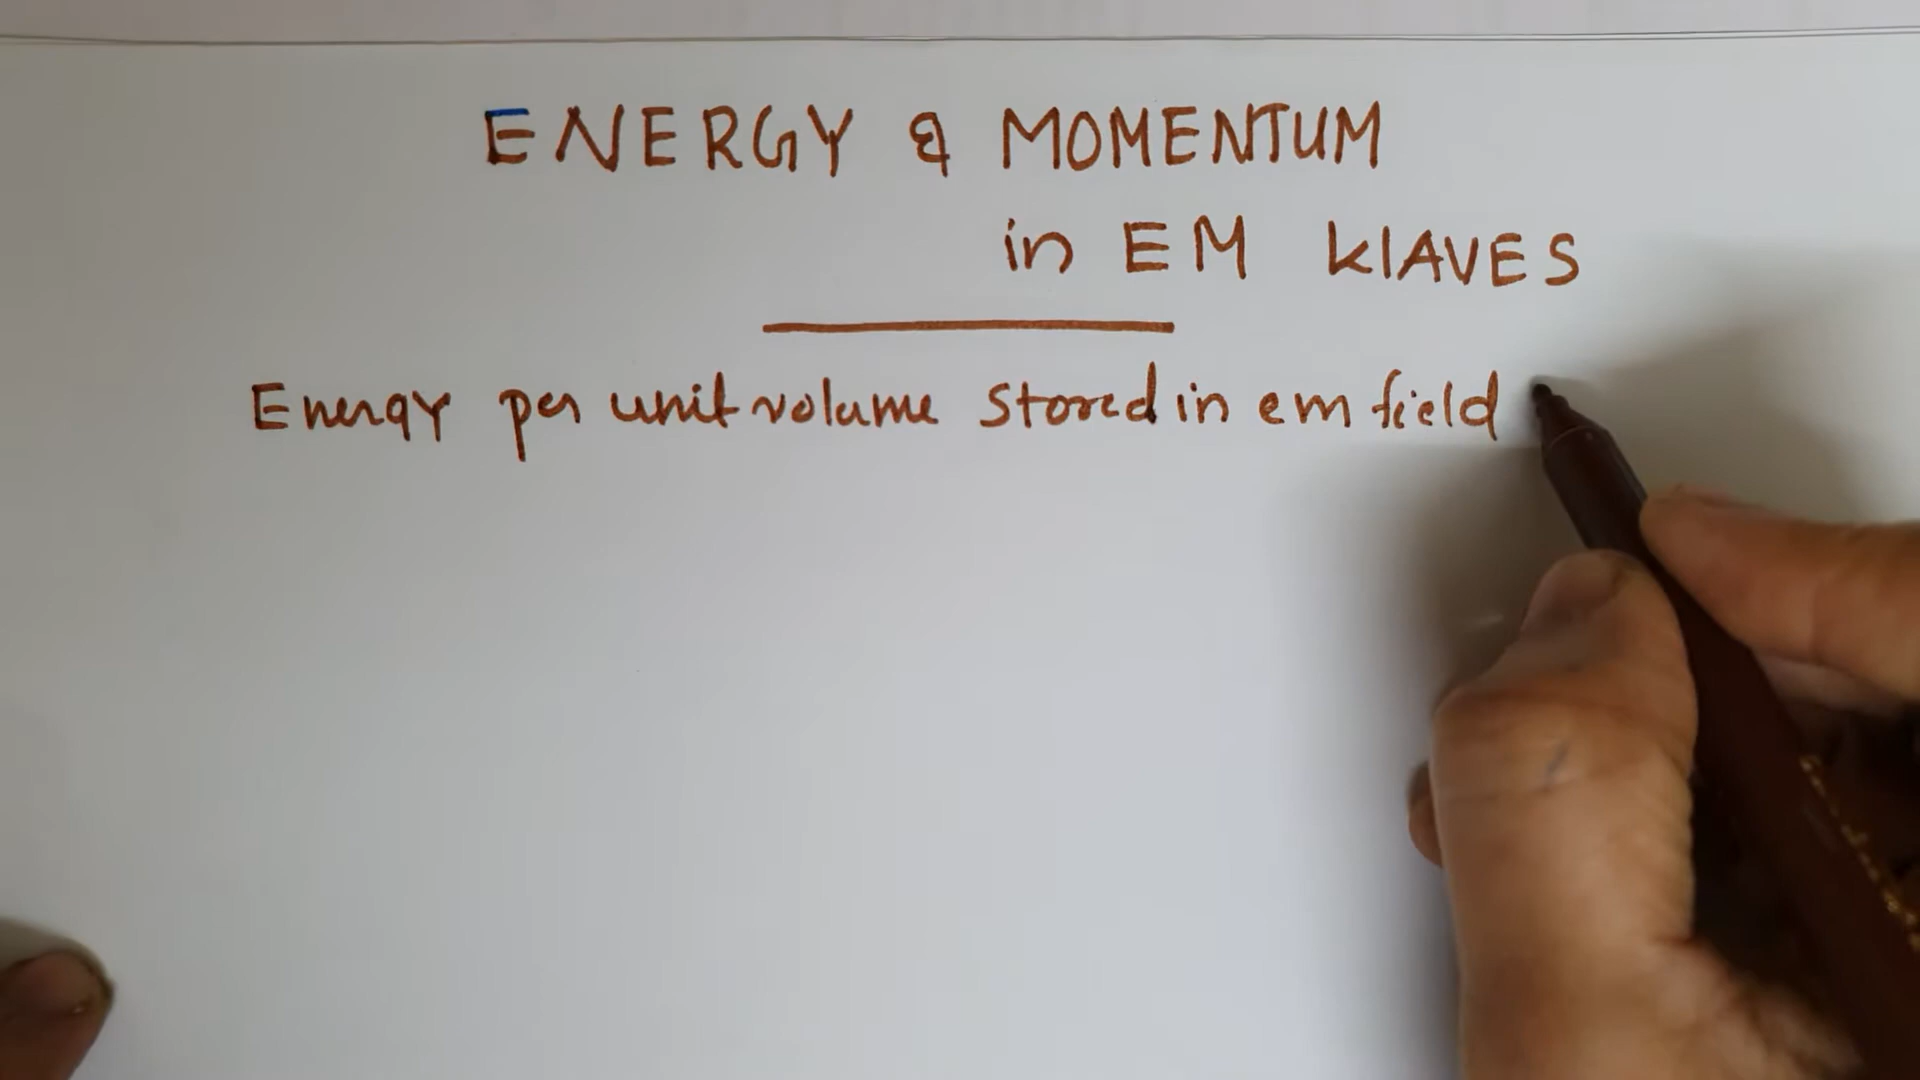 ENERGY & MOMENTUM
in EM WAVES
Energy per unit volume stored in em field